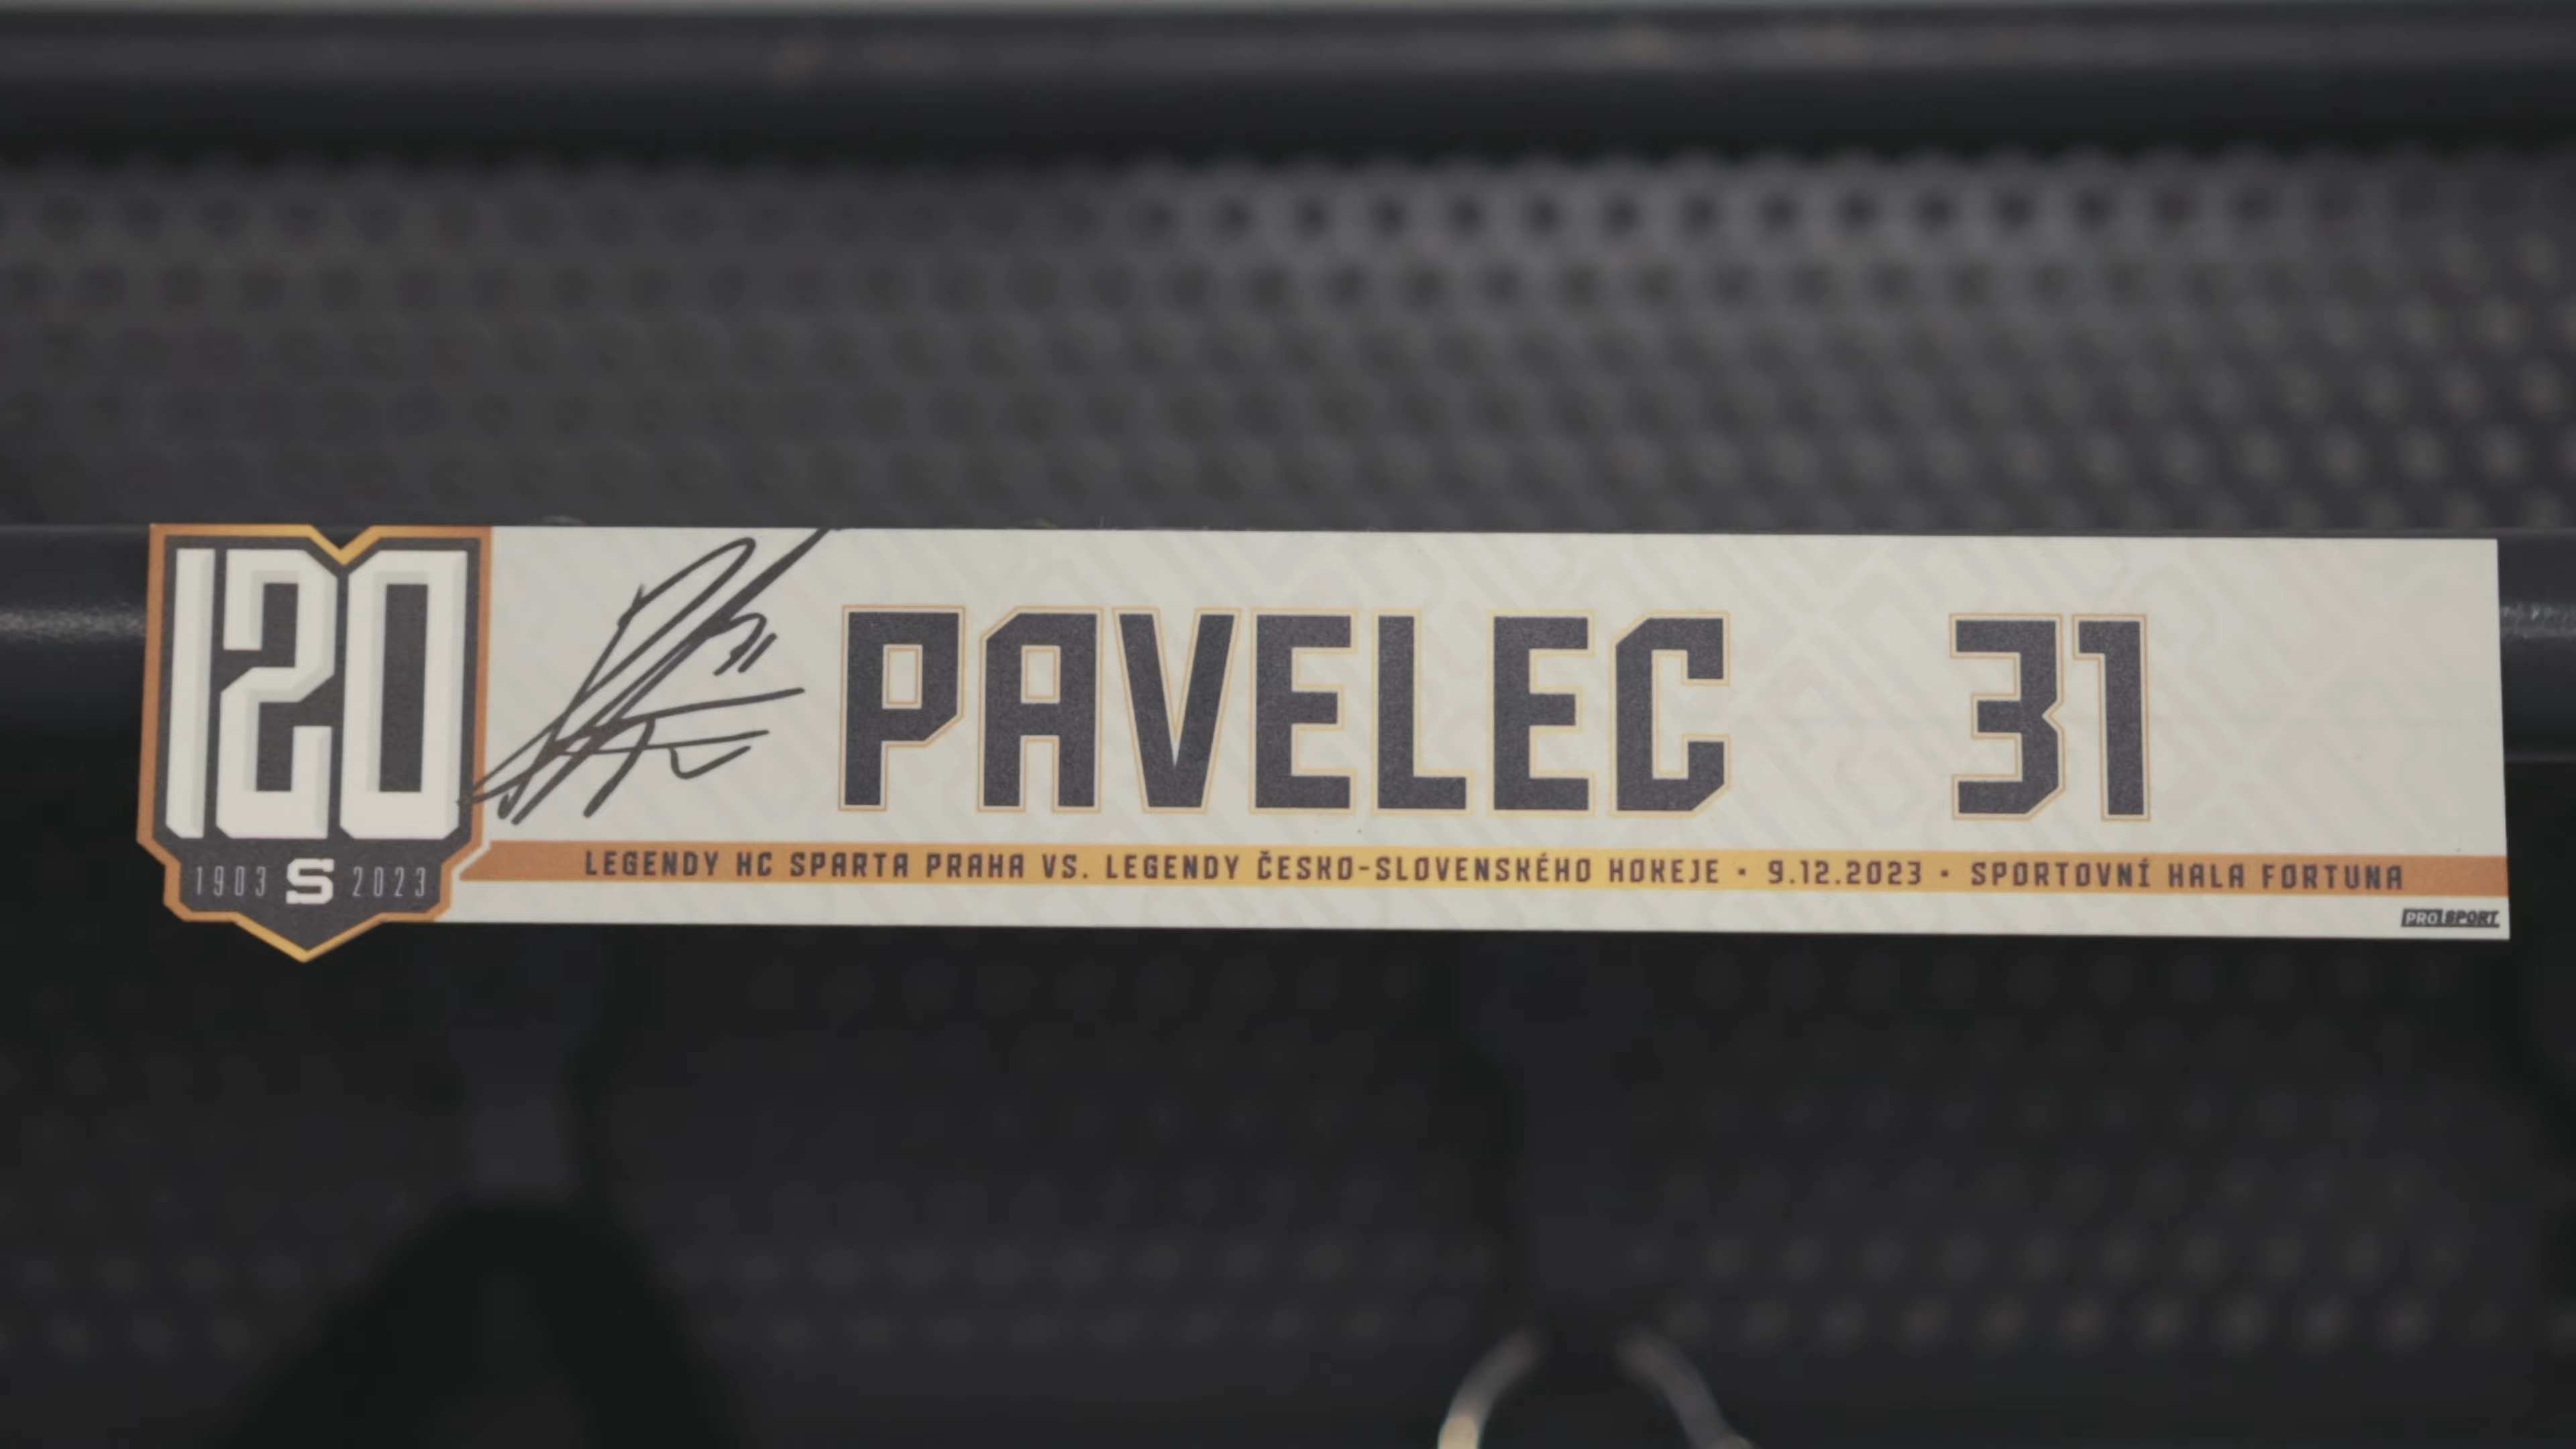 120
1903 S 2023
31
PAVELEC 31
LEGENDY HC SPARTA PRAHA VS. LEGENDY ČESKO-SLOVENSKÉHO HOKEJE • 9.12.2023 • SPORTOVNÍ HALA FORTUNA
PRO SPORT